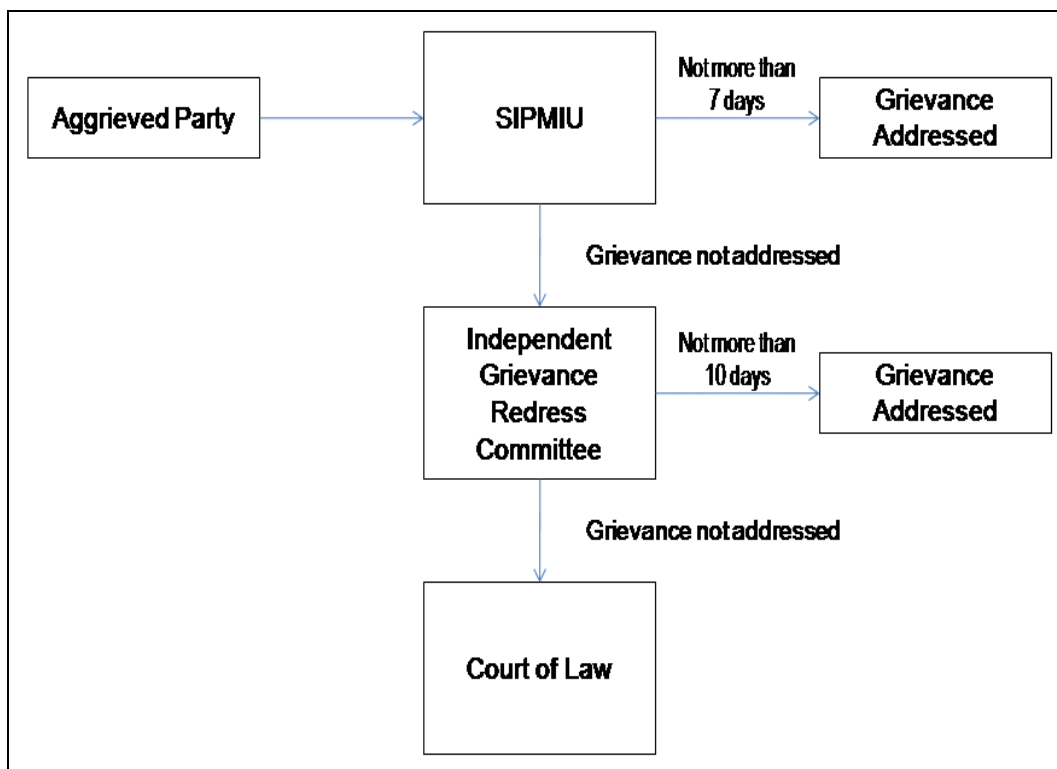 Aggrieved Party
SIPMIU
Not more than
7 days
Grievance
Addressed
Grievance not addressed
Independent
Grievance
Redress
Committee
Not more than
10 days
Grievance
Addressed
Grievance not addressed
Court of Law